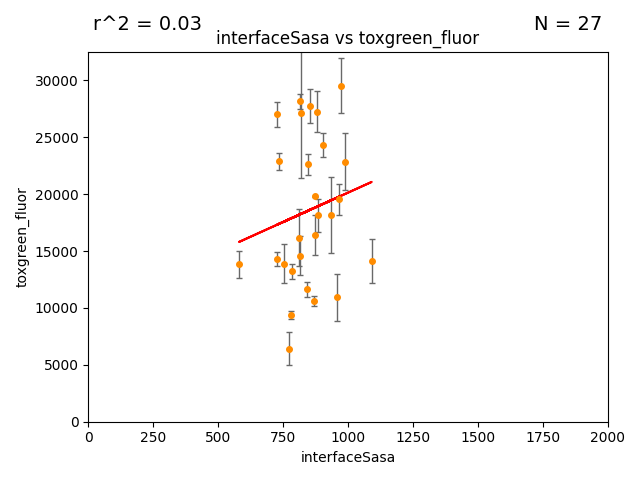 r^2 = 0.03
N = 27
interfaceSasa vs toxgreen_fluor
30000
25000
20000
15000
10000
5000
0
toxgreen_fluor
0 250 500 750 1000 1250 1500 1750 2000
interfaceSasa